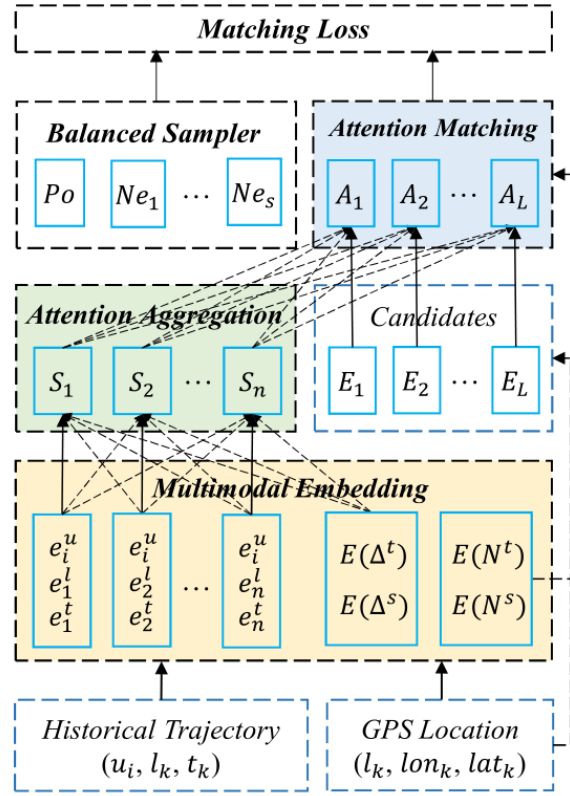 Matching Loss
Balanced Sampler
Po Ne₁ ⋯ Neₛ
Attention Matching
A₁ A₂ ⋯ A_L
Attention Aggregation
S₁ S₂ ⋯ Sₙ
Candidates
E₁ E₂ ⋯ E_L
Multimodal Embedding
eᵢᵘ eᵢᵘ eᵢᵘ
e₁ˡ e₂ˡ ⋯ eₙˡ
e₁ᵗ e₂ᵗ eₙᵗ
E(Δᵗ) E(Nᵗ)
E(Δˢ) E(Nˢ)
Historical Trajectory
(uᵢ, lₖ, tₖ)
GPS Location
(lₖ, lonₖ, latₖ)